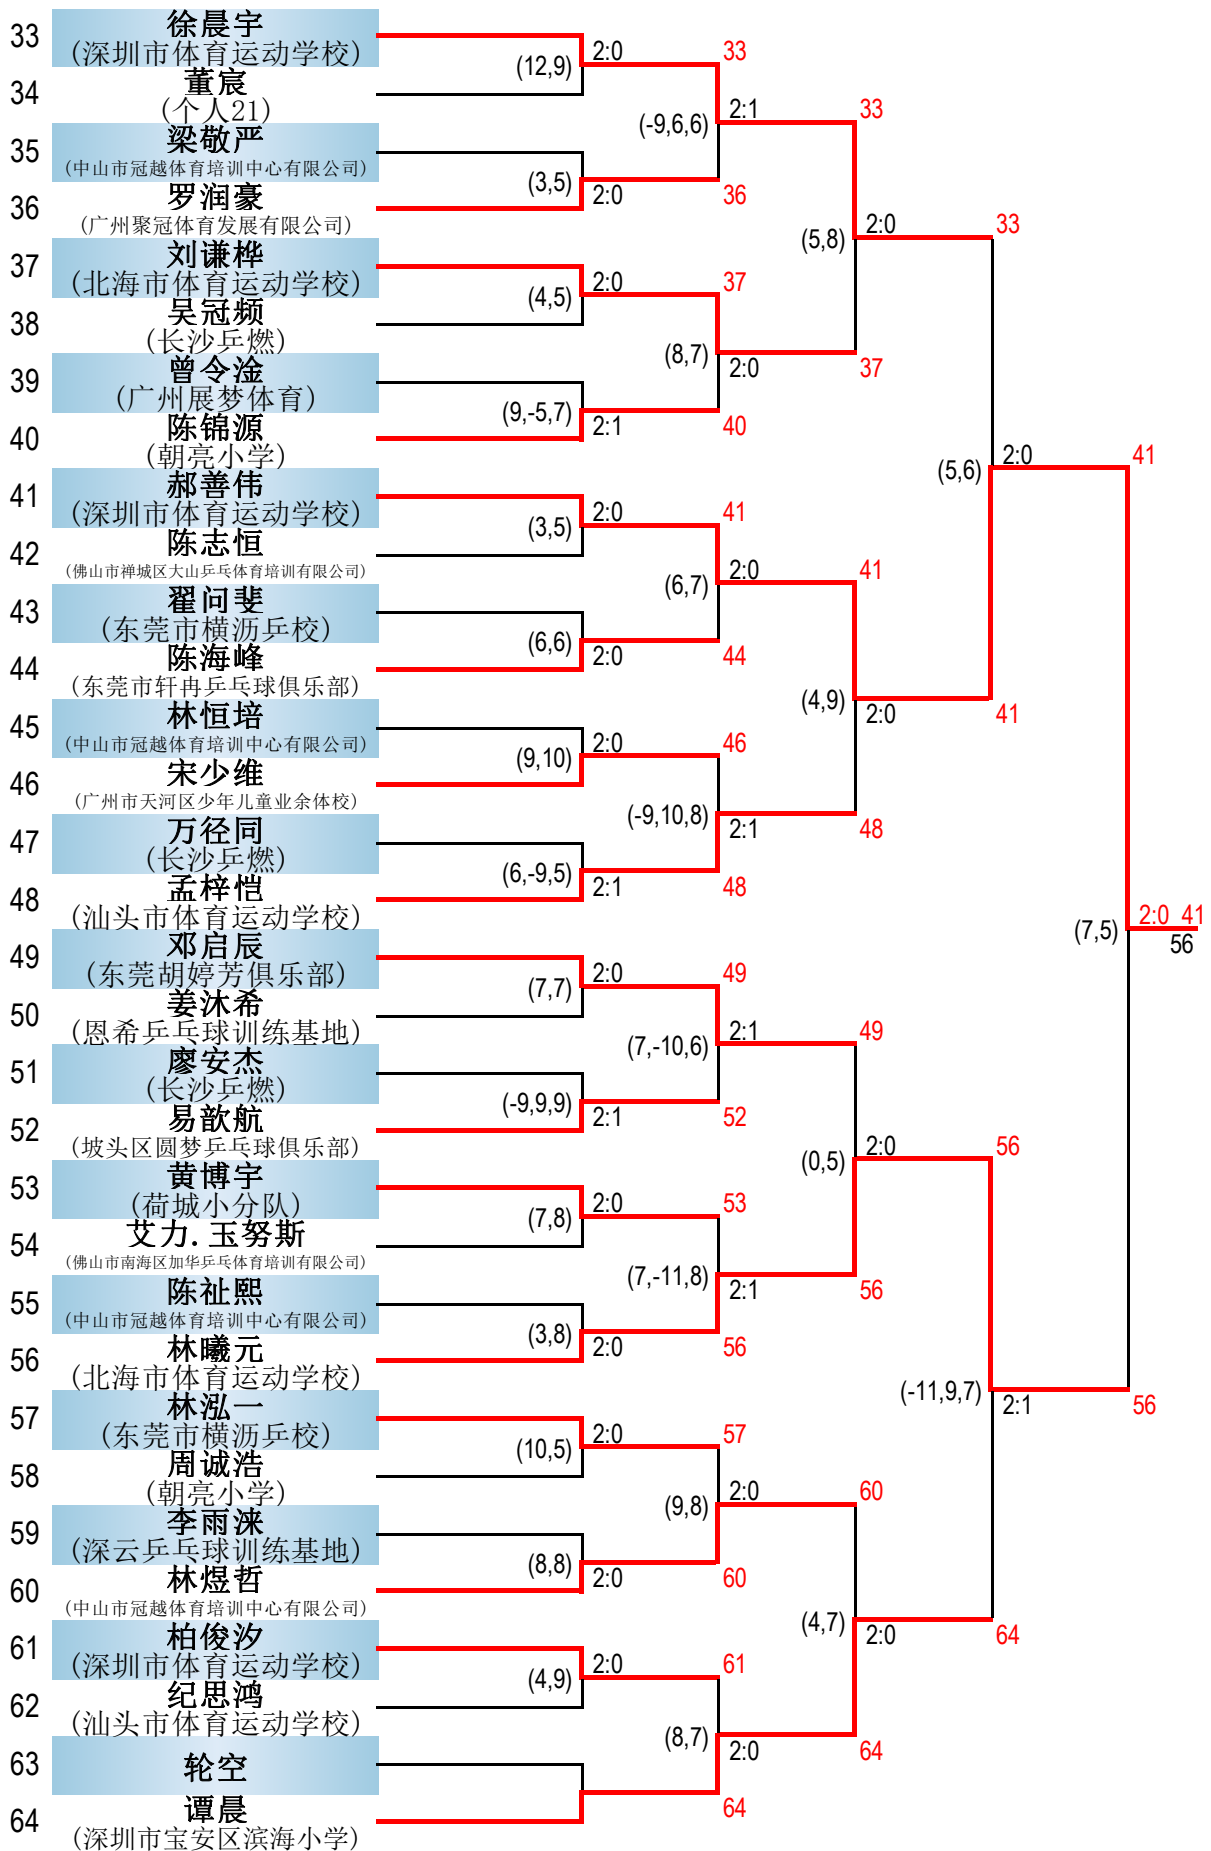 33 徐晨宇
(深圳市体育运动学校)
34 董宸
(个人21)
35 梁敬严
(中山市冠越体育培训中心有限公司)
36 罗润豪
(广州聚冠体育发展有限公司)
37 刘谦桦
(北海市体育运动学校)
38 吴冠频
(长沙乒燃)
39 曾令淦
(广州展梦体育)
40 陈锦源
(朝亮小学)
41 郝善伟
(深圳市体育运动学校)
42 陈志恒
(佛山市禅城区大山乒乓体育培训有限公司)
43 翟问斐
(东莞市横沥乒校)
44 陈海峰
(东莞市轩冉乒乓球俱乐部)
45 林恒培
(中山市冠越体育培训中心有限公司)
46 宋少维
(广州市天河区少年儿童业余体校)
47 万径同
(长沙乒燃)
48 孟梓恺
(汕头市体育运动学校)
49 邓启辰
(东莞胡婷芳俱乐部)
50 姜沐希
(恩希乒乓球训练基地)
51 廖安杰
(长沙乒燃)
52 易歆航
(坡头区圆梦乒乓球俱乐部)
53 黄博宇
(荷城小分队)
54 艾力. 玉努斯
(佛山市南海区加华乒乓体育培训有限公司)
55 陈祉熙
(中山市冠越体育培训中心有限公司)
56 林曦元
(北海市体育运动学校)
57 林泓一
(东莞市横沥乒校)
58 周诚浩
(朝亮小学)
59 李雨涞
(深云乒乓球训练基地)
60 林煜哲
(中山市冠越体育培训中心有限公司)
61 柏俊汐
(深圳市体育运动学校)
62 纪思鸿
(汕头市体育运动学校)
63 轮空
64 谭晨
(深圳市宝安区滨海小学)
(12,9) 2:0 33
(3,5) 2:0 36
(4,5) 2:0 37
(9,-5,7) 2:1 40
(3,5) 2:0 41
(6,6) 2:0 44
(9,10) 2:0 46
(6,-9,5) 2:1 48
(7,7) 2:0 49
(-9,9,9) 2:1 52
(7,8) 2:0 53
(3,8) 2:0 56
(10,5) 2:0 57
(8,8) 2:0 60
(4,9) 2:0 61
64
(-9,6,6) 2:1 33
(8,7) 2:0 37
(6,7) 2:0 41
(-9,10,8) 2:1 48
(7,-10,6) 2:1 49
(7,-11,8) 2:1 56
(9,8) 2:0 60
(8,7) 2:0 64
(5,8) 2:0 33
(4,9) 2:0 41
(0,5) 2:0 56
(4,7) 2:0 64
(5,6) 2:0 41
(-11,9,7) 2:1 56
(7,5) 2:0 41
56